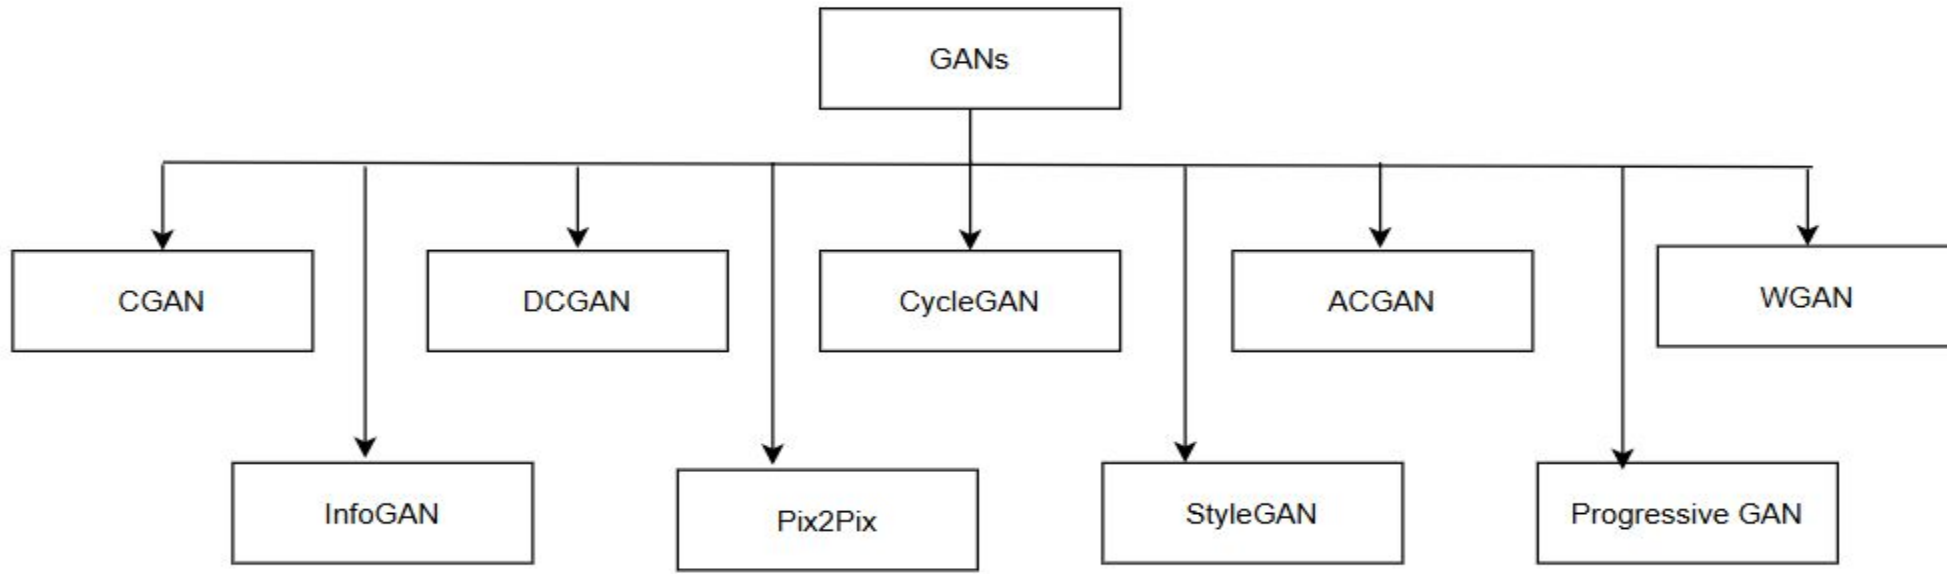 GANs
CGAN
DCGAN
CycleGAN
ACGAN
WGAN
InfoGAN
Pix2Pix
StyleGAN
Progressive GAN